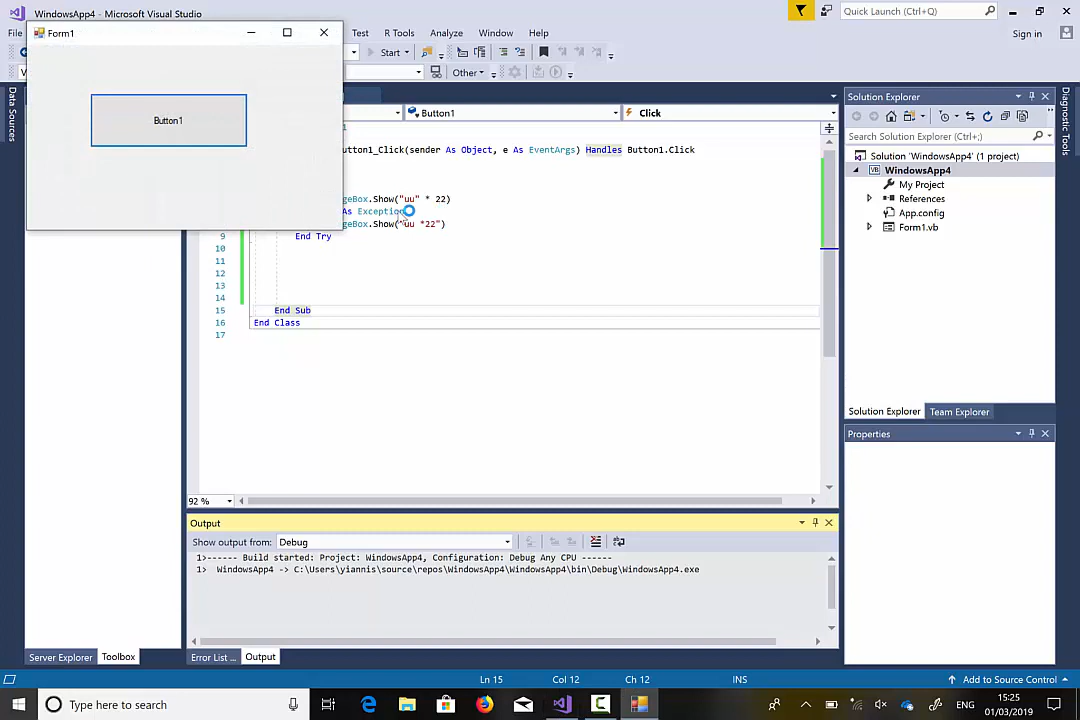 WindowsApp4 - Microsoft Visual Studio
Quick Launch (Ctrl+Q)
File
Test
R Tools
Analyze
Window
Help
Sign in
Form1
Button1
Start
Other
Data Sources
Button1
Click
utton1_Click(sender As Object, e As EventArgs) Handles Button1.Click
geBox.Show("uu" * 22)
As Exception
geBox.Show("uu *22")
9 End Try
10
11
12
13
14
15 End Sub
16 End Class
17
92 %
Solution Explorer
Search Solution Explorer (Ctrl+;)
Solution 'WindowsApp4' (1 project)
WindowsApp4
My Project
References
App.config
Form1.vb
Diagnostic Tools
Solution Explorer
Team Explorer
Properties
Output
Show output from:
Debug
1>------ Build started: Project: WindowsApp4, Configuration: Debug Any CPU ------
1> WindowsApp4 -> C:\Users\yiannis\source\repos\WindowsApp4\WindowsApp4\bin\Debug\WindowsApp4.exe
Server Explorer
Toolbox
Error List ...
Output
Ln 15
Col 12
Ch 12
INS
Add to Source Control
Type here to search
ENG
15:25
01/03/2019